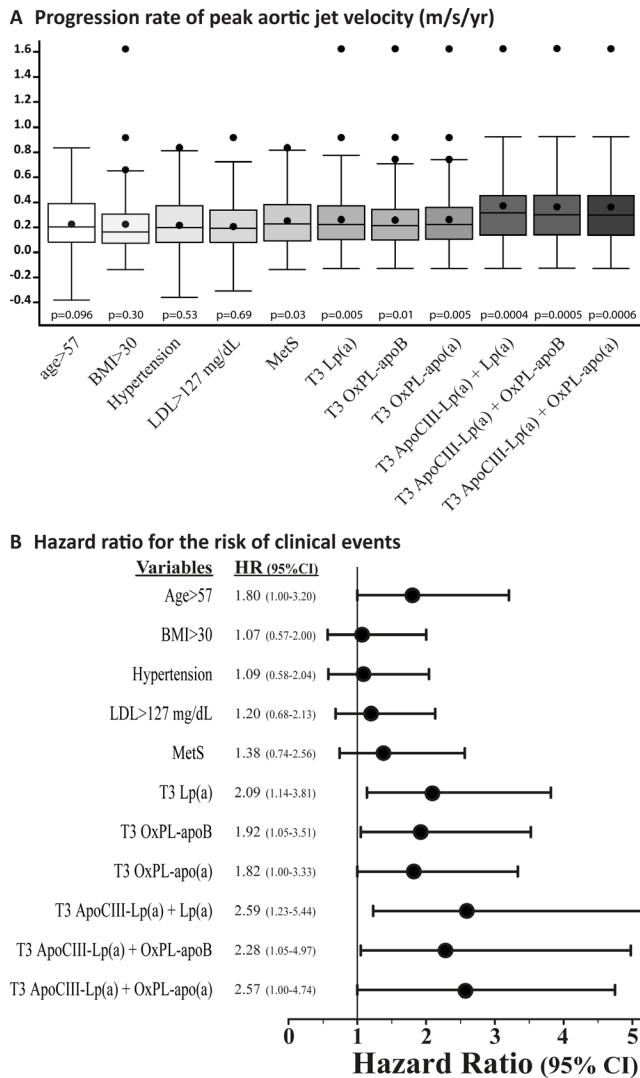 A Progression rate of peak aortic jet velocity (m/s/yr)
1.6
1.4
1.2
1.0
0.8
0.6
0.4
0.2
0.0
-0.2
-0.4
p=0.096 p=0.30 p=0.53 p=0.69 p=0.03 p=0.005 p=0.01 p=0.005 p=0.0004 p=0.0005 p=0.0006
age>57
BMI>30
Hypertension
LDL>127 mg/dL
MetS
T3 Lp(a)
T3 OxPL-apoB
T3 OxPL-apo(a)
T3 ApoCIII-Lp(a) + Lp(a)
T3 ApoCIII-Lp(a) + OxPL-apoB
T3 ApoCIII-Lp(a) + OxPL-apo(a)
B Hazard ratio for the risk of clinical events
Variables HR (95%CI)
Age>57 1.80 (1.00-3.20)
BMI>30 1.07 (0.57-2.00)
Hypertension 1.09 (0.58-2.04)
LDL>127 mg/dL 1.20 (0.68-2.13)
MetS 1.38 (0.74-2.56)
T3 Lp(a) 2.09 (1.14-3.81)
T3 OxPL-apoB 1.92 (1.05-3.51)
T3 OxPL-apo(a) 1.82 (1.00-3.33)
T3 ApoCIII-Lp(a) + Lp(a) 2.59 (1.23-5.44)
T3 ApoCIII-Lp(a) + OxPL-apoB 2.28 (1.05-4.97)
T3 ApoCIII-Lp(a) + OxPL-apo(a) 2.57 (1.00-4.74)
0 1 2 3 4 5
Hazard Ratio (95% CI)